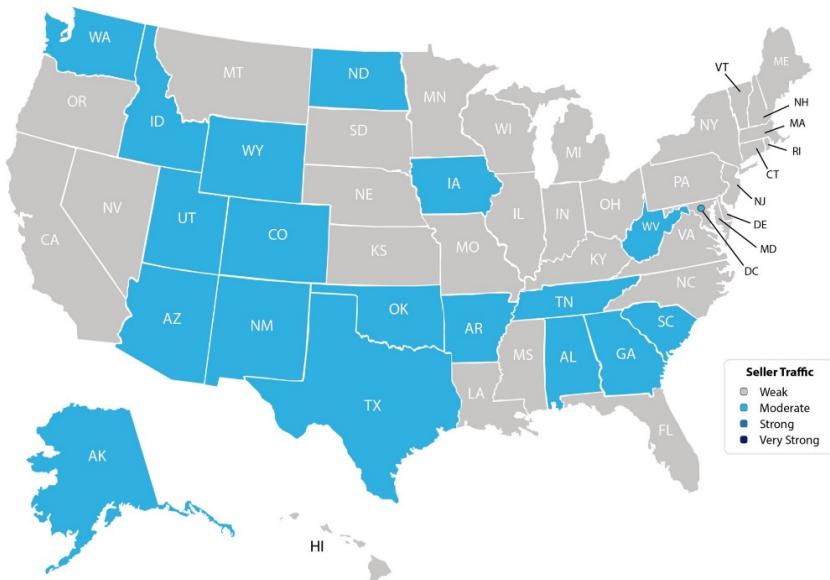 WA
MT
ND
MN
VT
ME
OR
ID
SD
WI
NH
MA
NY
WY
MI
RI
CT
IA
NE
PA
NV
UT
IL
IN
OH
NJ
CO
WV
DE
CA
KS
MO
VA
MD
KY
DC
NC
AZ
NM
OK
TN
AR
SC
MS
AL
GA
TX
LA
FL
AK
HI
Seller Traffic
Weak
Moderate
Strong
Very Strong